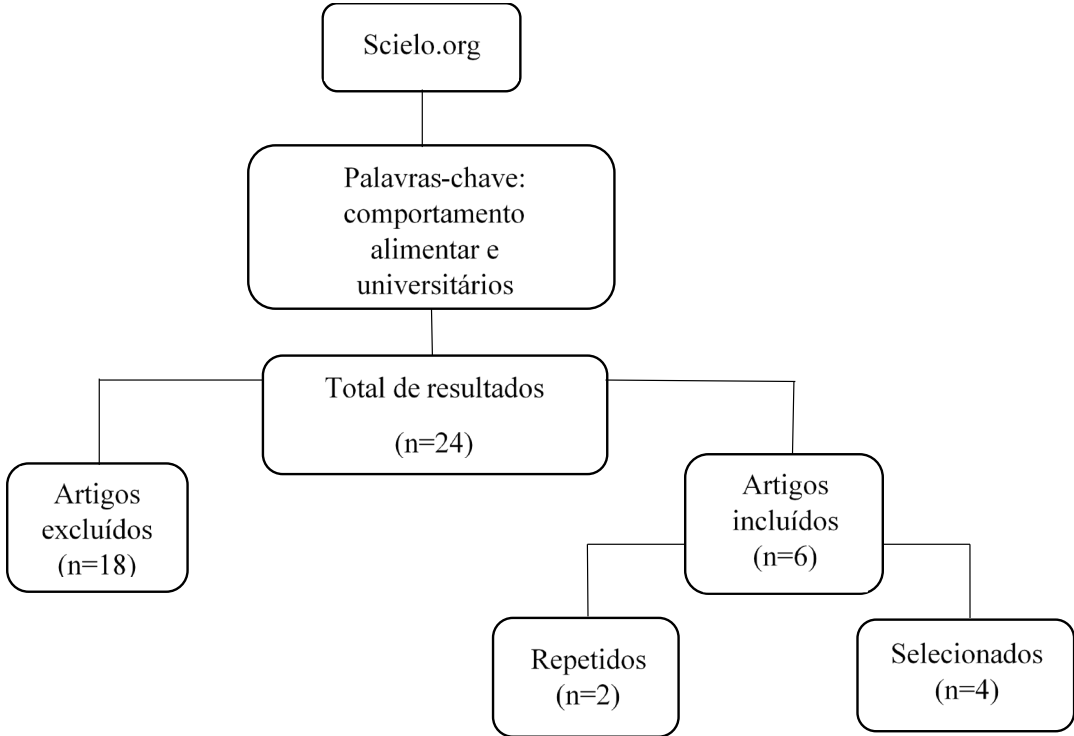 Scielo.org
Palavras-chave:
comportamento
alimentar e
universitários
Total de resultados
(n=24)
Artigos
excluídos
(n=18)
Artigos
incluídos
(n=6)
Repetidos
(n=2)
Selecionados
(n=4)